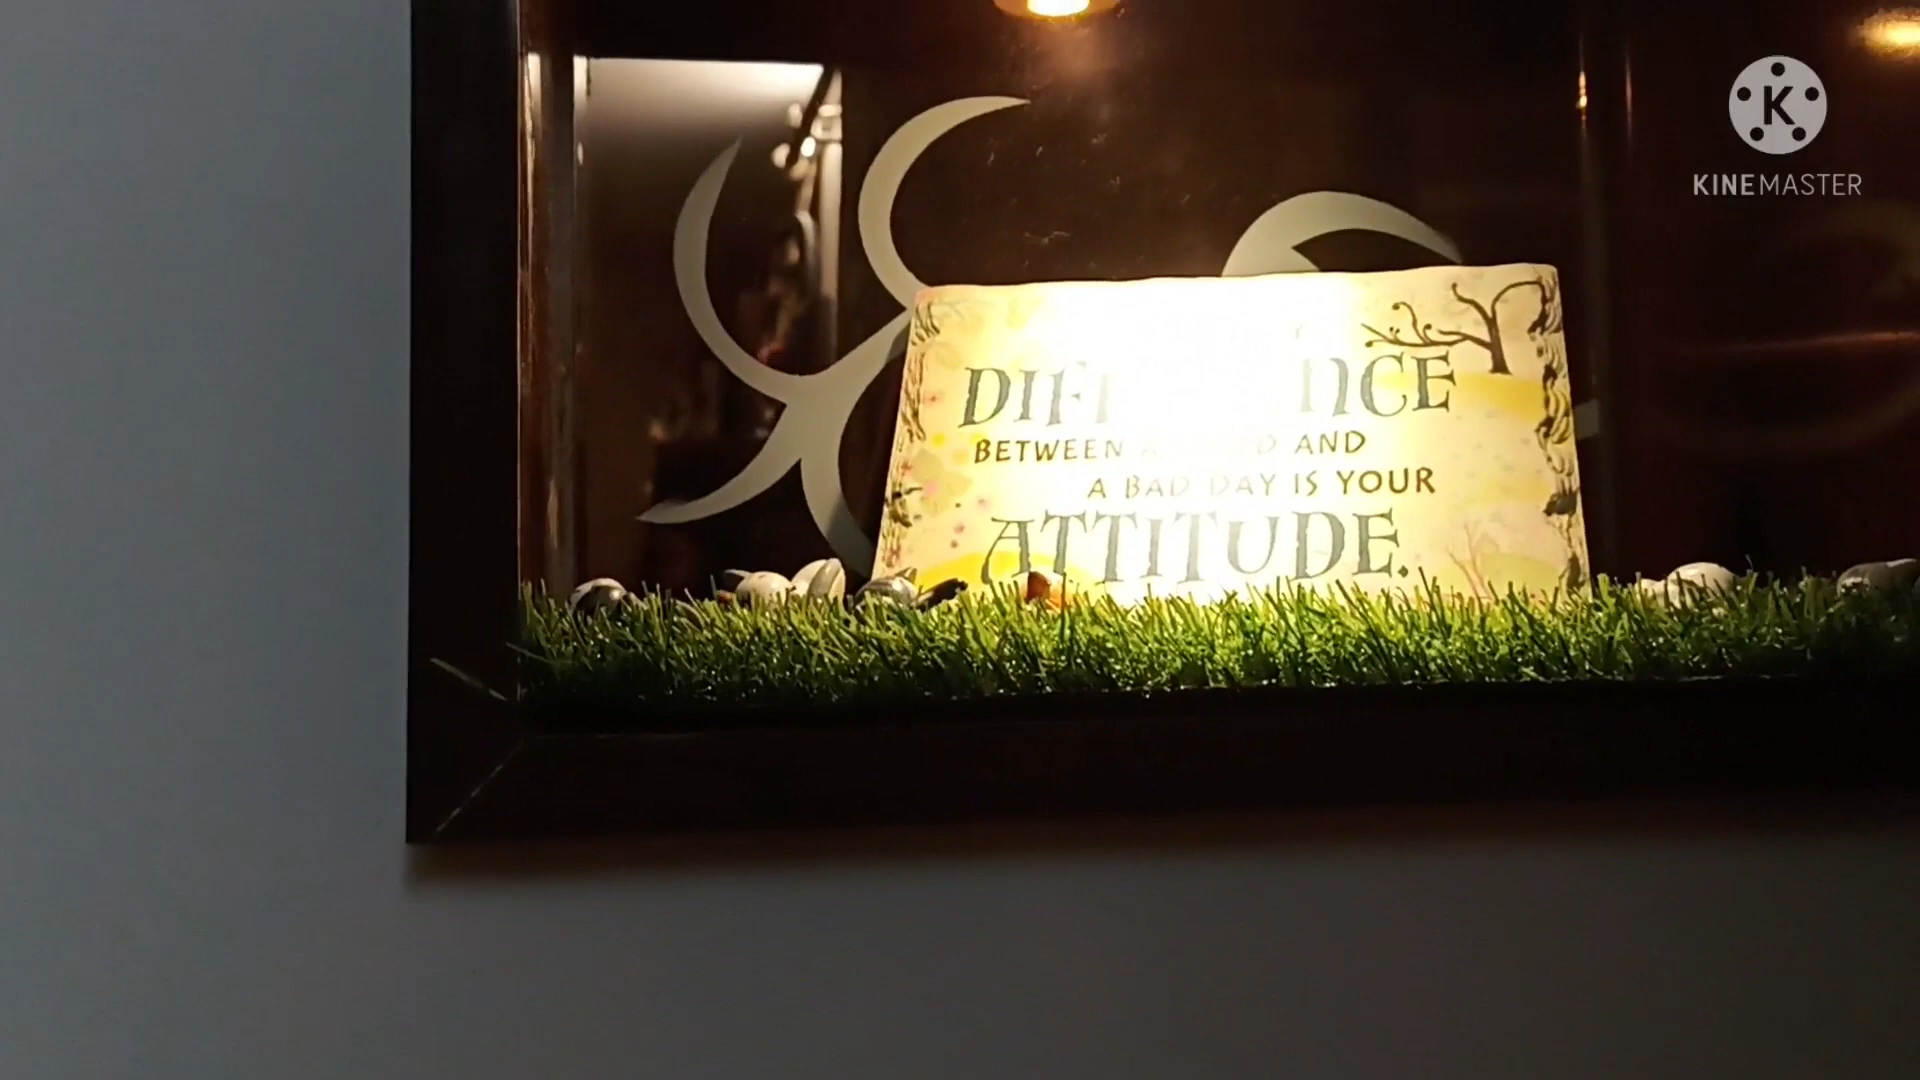 K
KINEMASTER
BETWEEN AND
A BAD DAY IS YOUR
ATTITUDE.